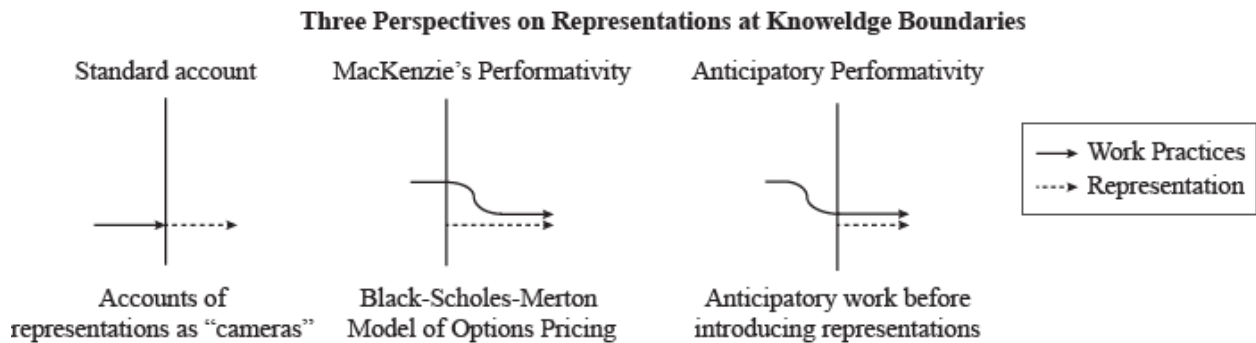 Three Perspectives on Representations at Knoweldge Boundaries
Standard account
MacKenzie's Performativity
Anticipatory Performativity
Work Practices
Representation
Accounts of
representations as “cameras”
Black-Scholes-Merton
Model of Options Pricing
Anticipatory work before
introducing representations